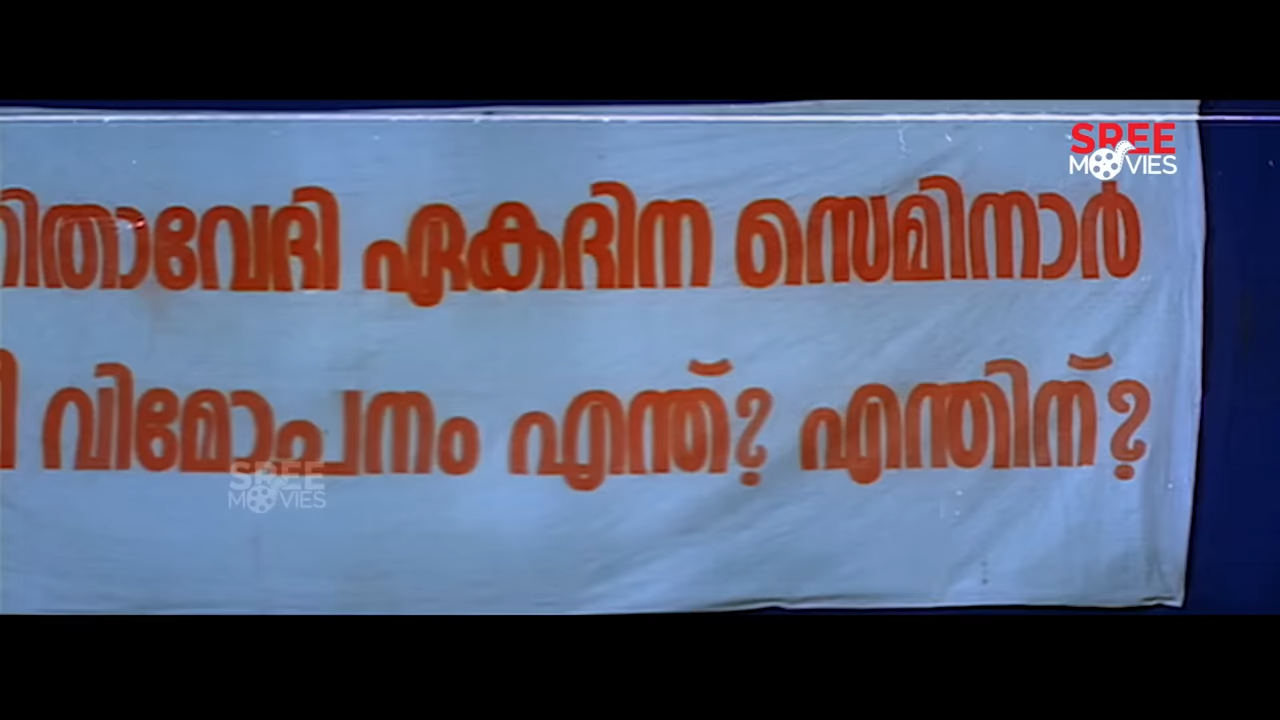 നിതാവേദി ഏകദിന സെമിനാർ
വിമോചനം എന്ത്? എന്തിന്?
SREE
MOVIES
SREE
MOVIES